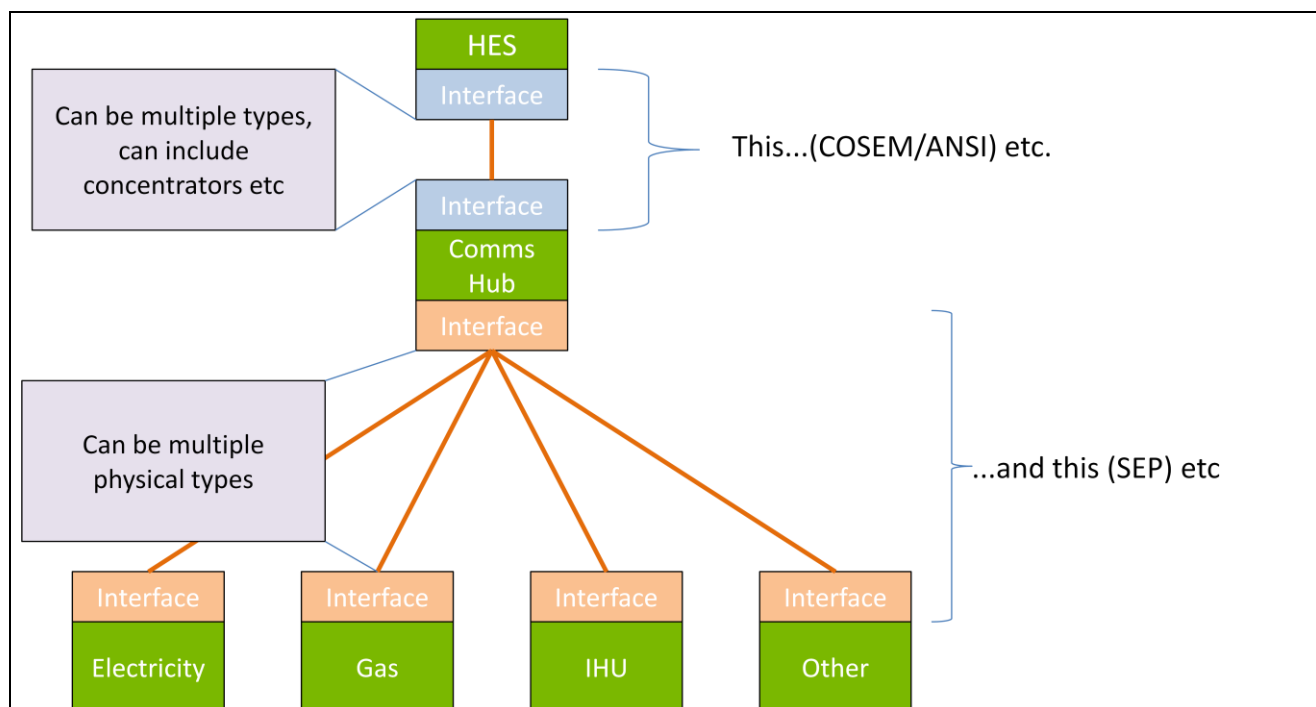 HES
Interface
Can be multiple types,
can include
concentrators etc
This...(COSEM/ANSI) etc.
Interface
Comms
Hub
Interface
Can be multiple
physical types
...and this (SEP) etc
Interface
Interface
Interface
Interface
Electricity
Gas
IHU
Other